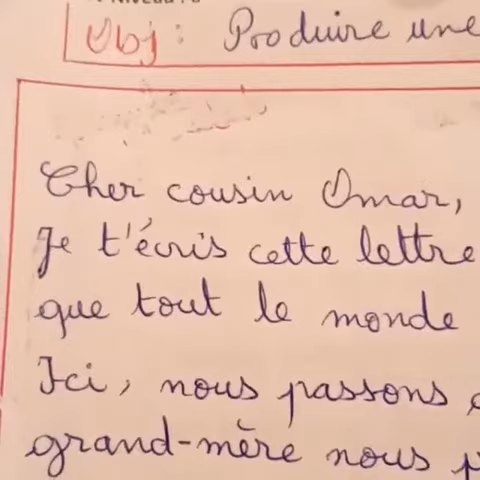 Obj : Produire une
Cher cousin Omar,
Je t'écris cette lettre
que tout le monde
Ici, nous passons
grand-mère nous